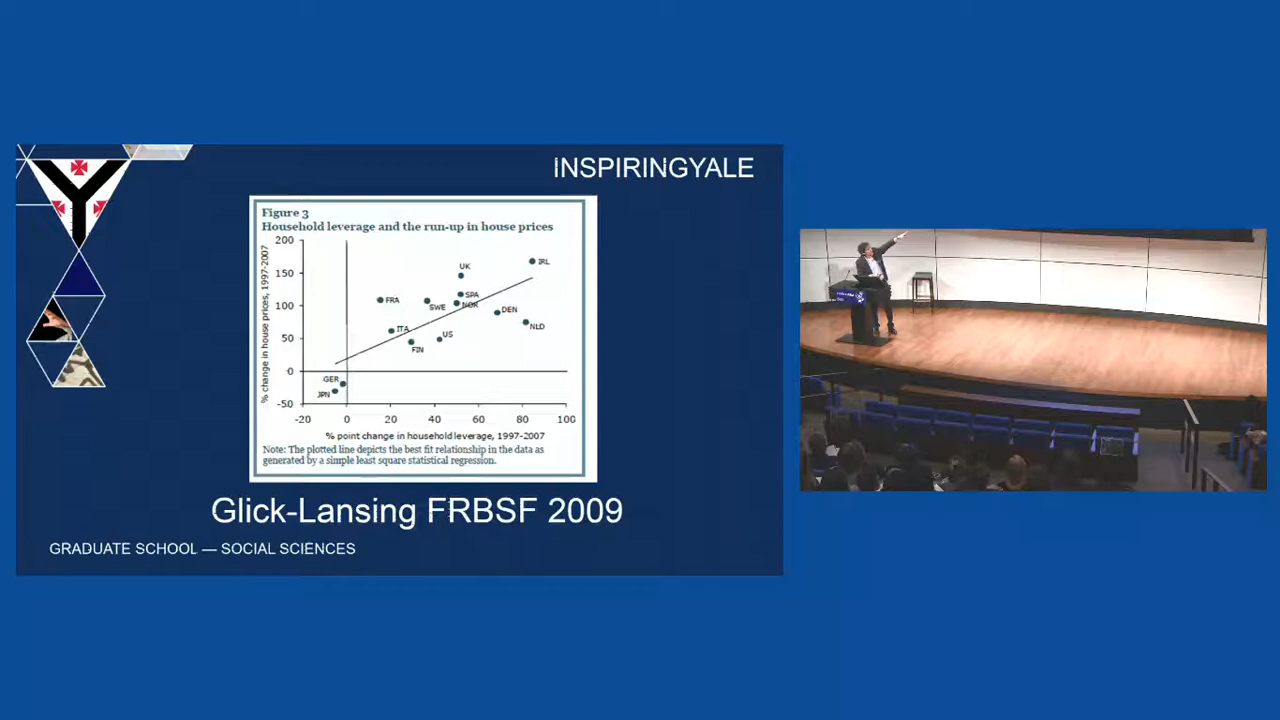 iNSPIRINGYALE
Figure 3
Household leverage and the run-up in house prices
% change in house prices, 1997-2007
200
150
100
50
0
-50
UK
IRL
SPA
FRA
SWE
NOR
DEN
ITA
US
NLD
FIN
GER
JPN
-20 0 20 40 60 80 100
% point change in household leverage, 1997-2007
Note: The plotted line depicts the best fit relationship in the data as
generated by a simple least square statistical regression.
Glick-Lansing FRBSF 2009
GRADUATE SCHOOL — SOCIAL SCIENCES